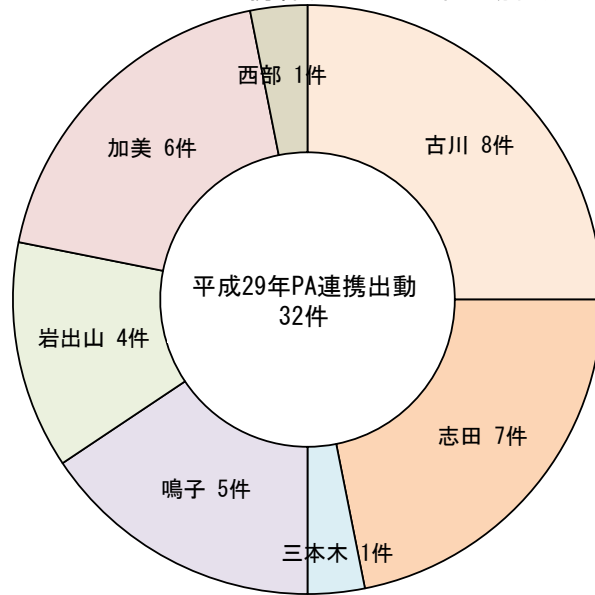 西部 1件
古川 8件
加美 6件
平成29年PA連携出動
32件
岩出山 4件
志田 7件
鳴子 5件
三本木 1件